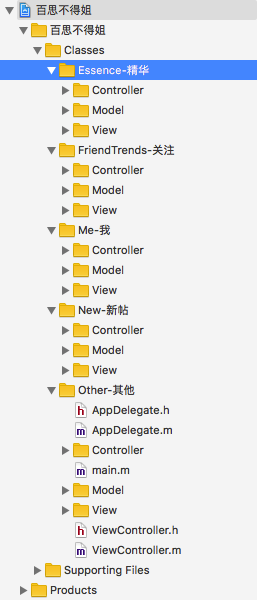 百思不得姐
百思不得姐
Classes
Essence-精华
Controller
Model
View
FriendTrends-关注
Controller
Model
View
Me-我
Controller
Model
View
New-新帖
Controller
Model
View
Other-其他
h AppDelegate.h
m AppDelegate.m
Controller
m main.m
Model
View
h ViewController.h
m ViewController.m
Supporting Files
Products